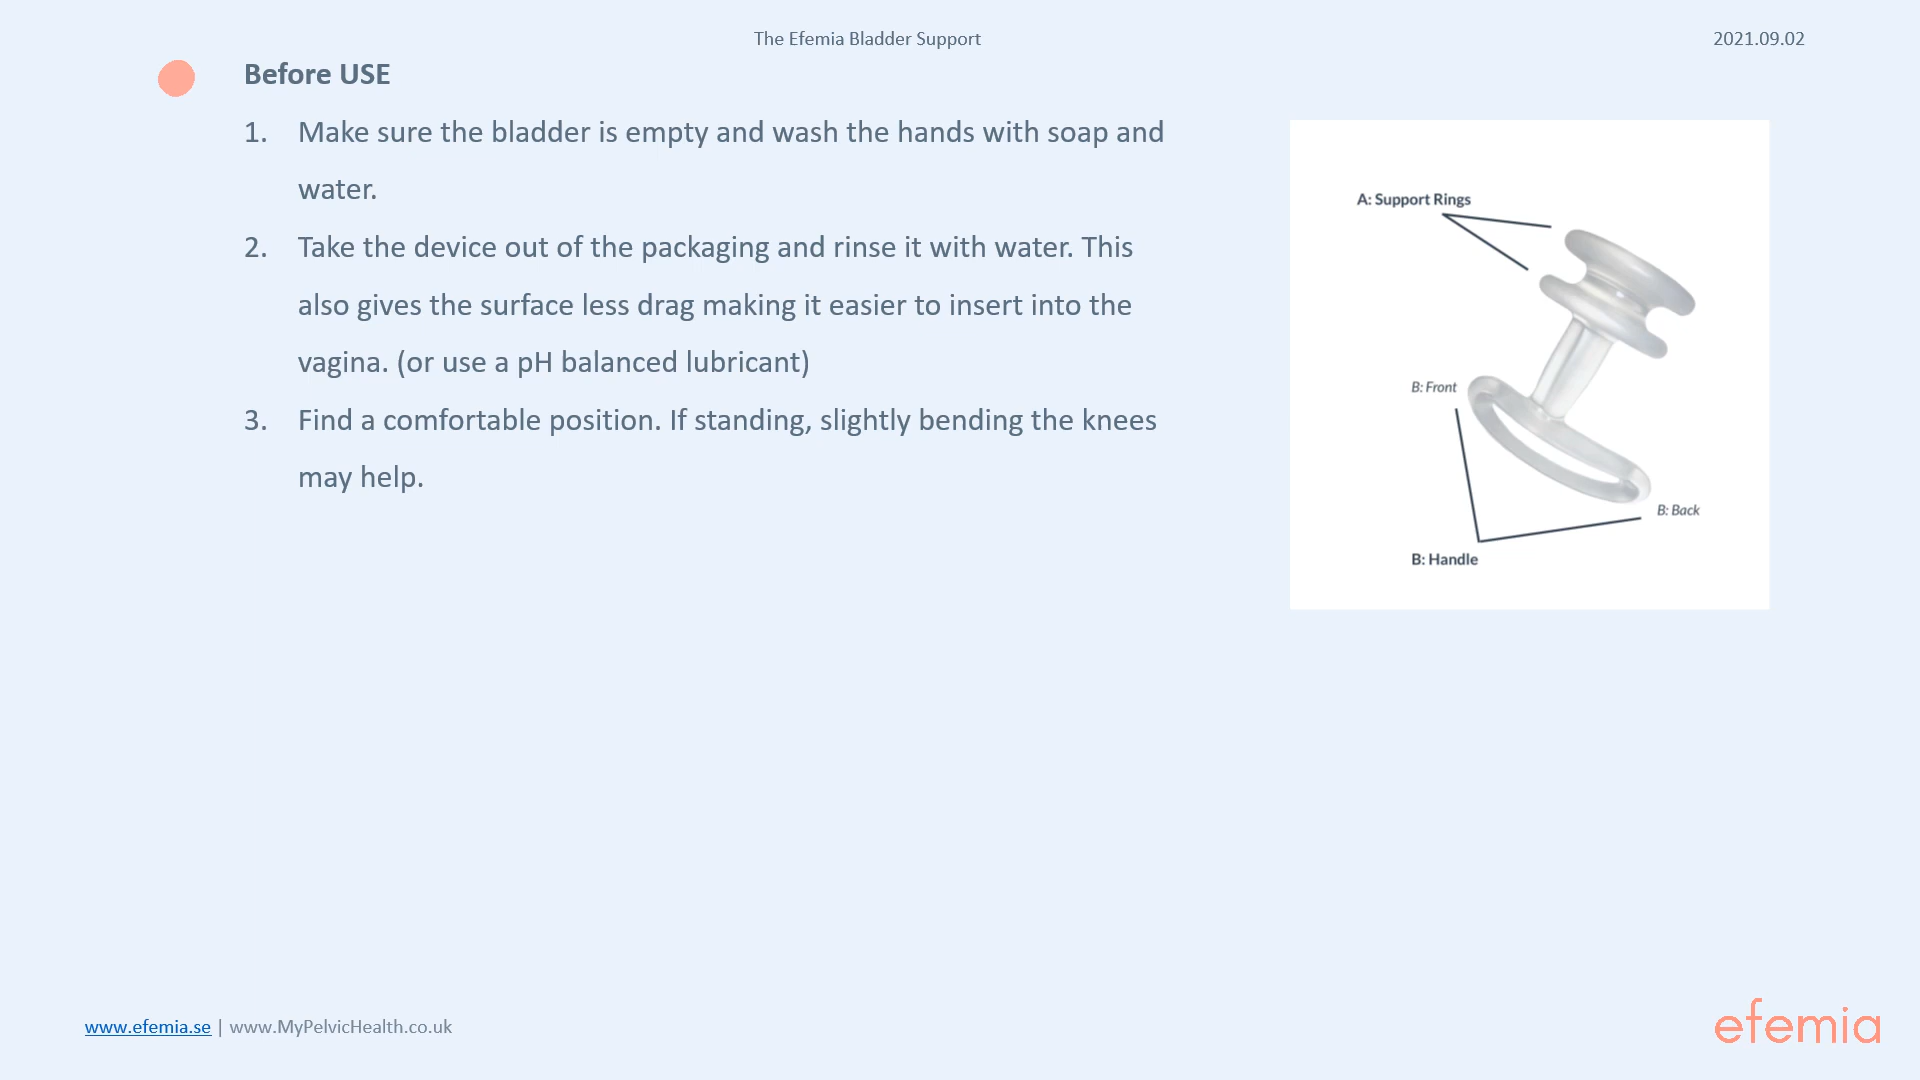 The Efemia Bladder Support
2021.09.02
Before USE
1. Make sure the bladder is empty and wash the hands with soap and
water.
2. Take the device out of the packaging and rinse it with water. This
also gives the surface less drag making it easier to insert into the
vagina. (or use a pH balanced lubricant)
3. Find a comfortable position. If standing, slightly bending the knees
may help.
A: Support Rings
B: Front
B: Back
B: Handle
www.efemia.se | www.MyPelvicHealth.co.uk
efemia